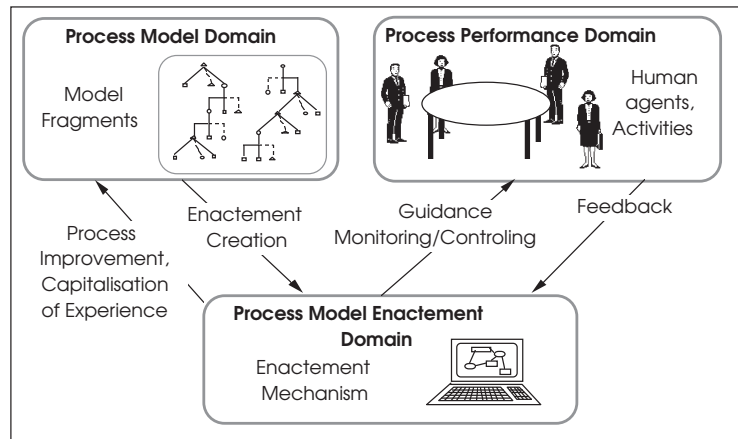 Process Model Domain
Model
Fragments
Process Performance Domain
Human
agents,
Activities
Process
Improvement,
Capitalisation
of Experience
Enactement
Creation
Guidance
Monitoring/Controling
Feedback
Process Model Enactement
Domain
Enactement
Mechanism